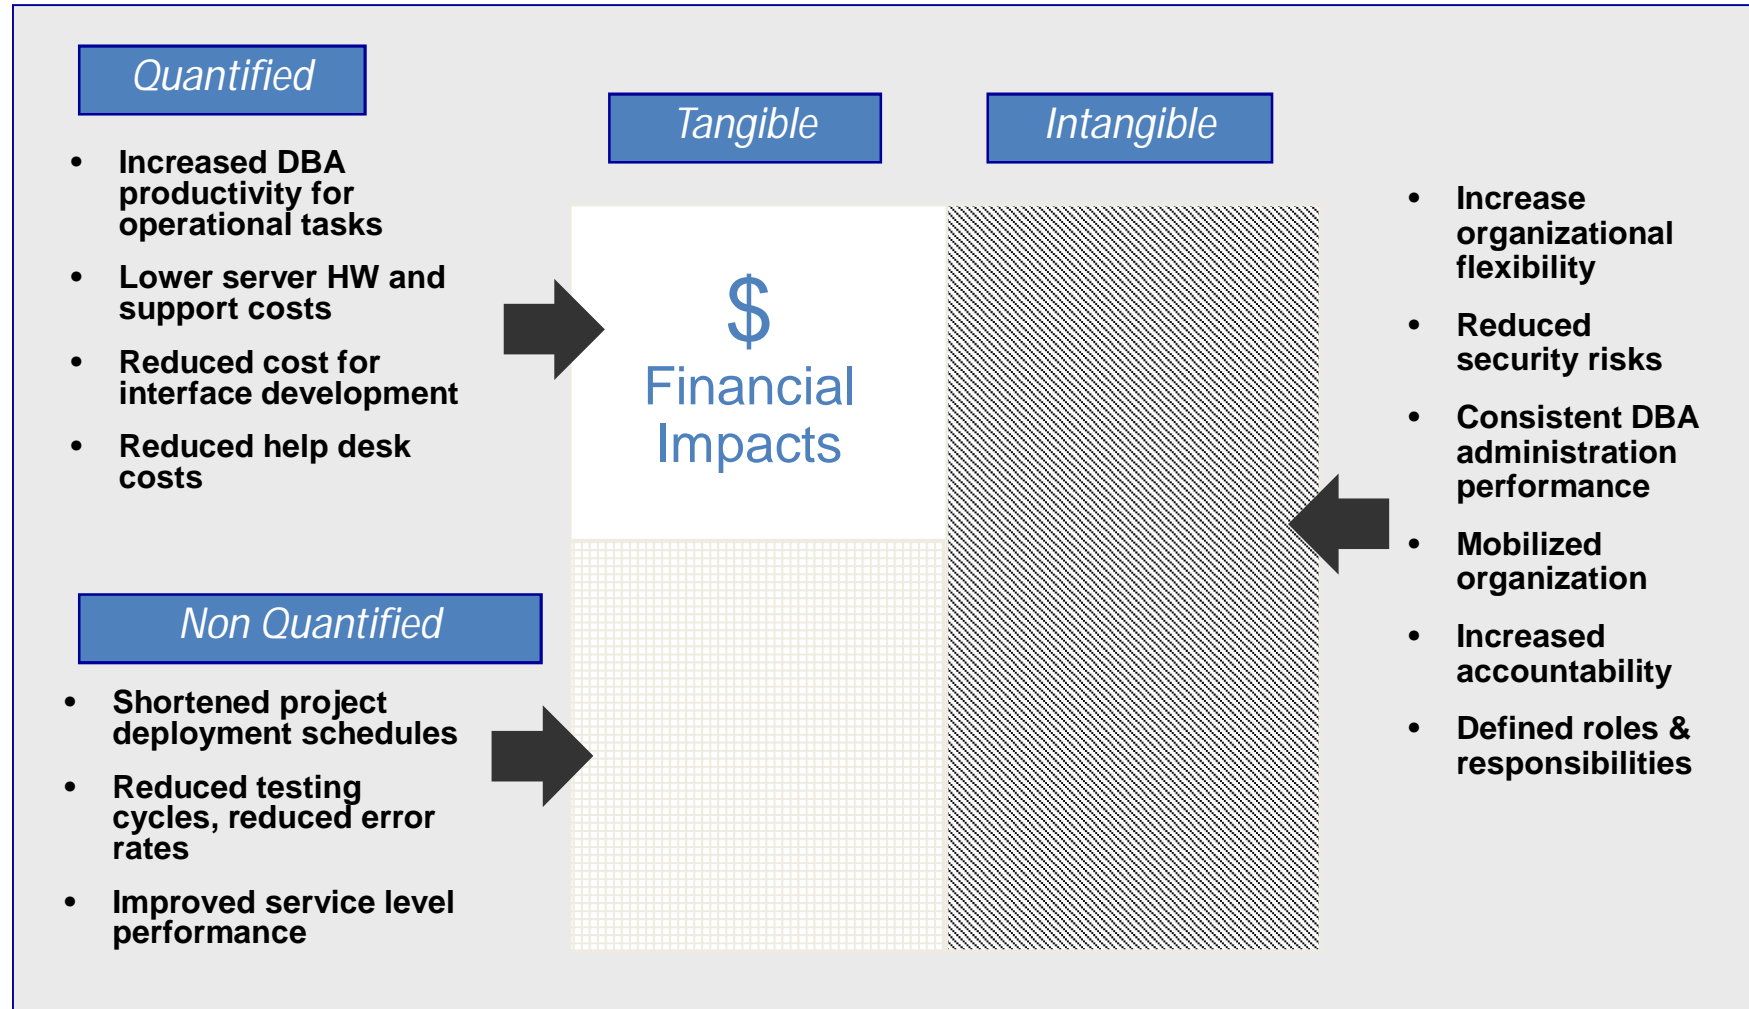 Quantified
• Increased DBA
productivity for
operational tasks
• Lower server HW and
support costs
• Reduced cost for
interface development
• Reduced help desk
costs
Non Quantified
• Shortened project
deployment schedules
• Reduced testing
cycles, reduced error
rates
• Improved service level
performance
Tangible
Intangible
$
Financial
Impacts
• Increase
organizational
flexibility
• Reduced
security risks
• Consistent DBA
administration
performance
• Mobilized
organization
• Increased
accountability
• Defined roles &
responsibilities